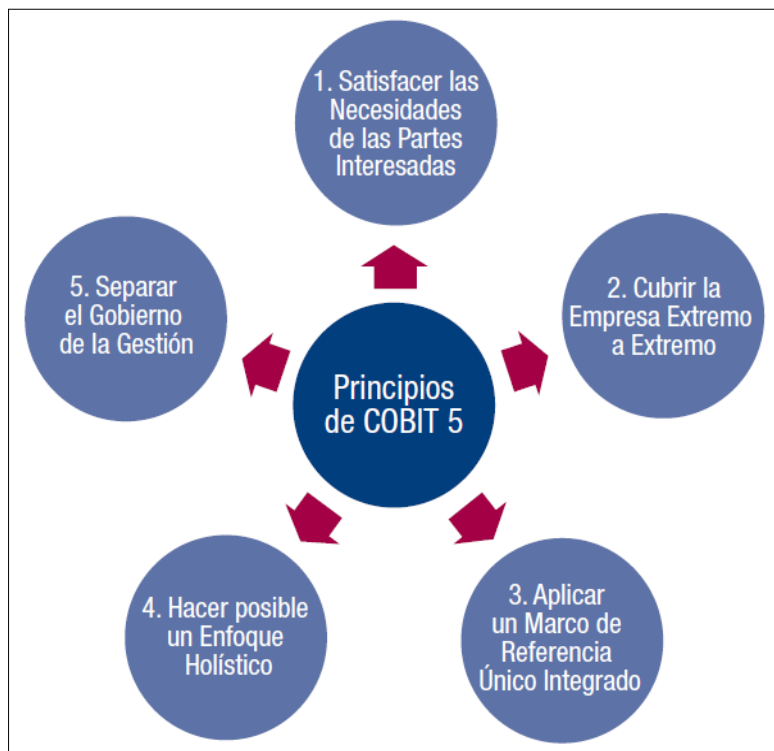 1. Satisfacer las
Necesidades
de las Partes
Interesadas
2. Cubrir la
Empresa Extremo
a Extremo
3. Aplicar
un Marco de
Referencia
Único Integrado
4. Hacer posible
un Enfoque
Holístico
5. Separar
el Gobierno
de la Gestión
Principios
de COBIT 5